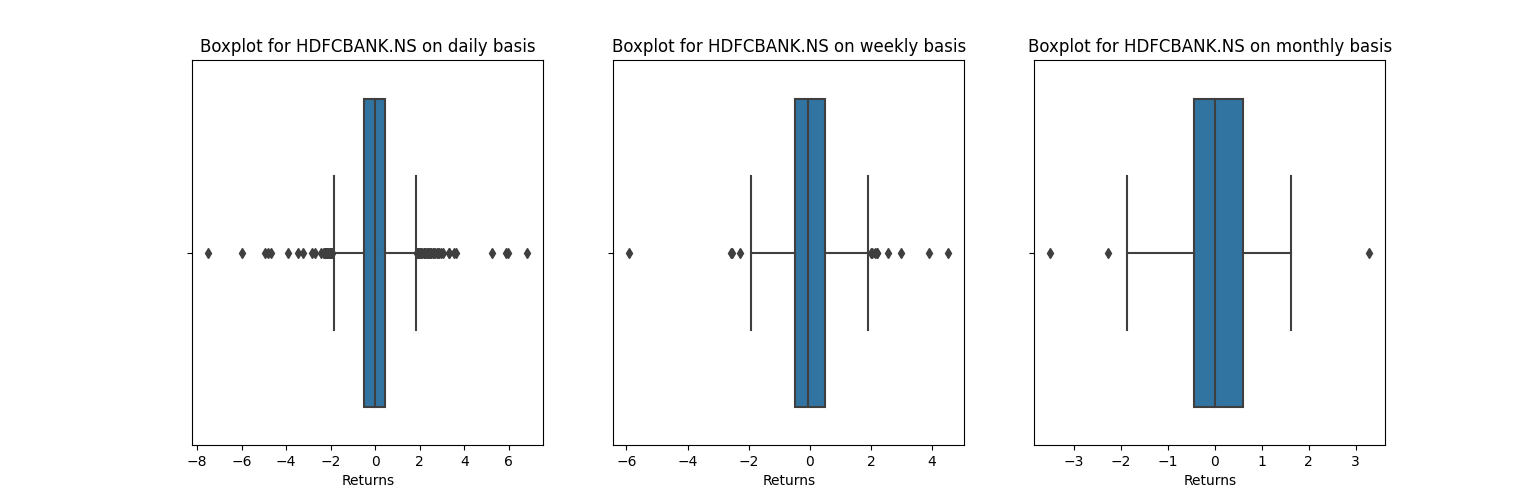 Boxplot for HDFCBANK.NS on daily basis
−8 −6 −4 −2 0 2 4 6
Returns
Boxplot for HDFCBANK.NS on weekly basis
−6 −4 −2 0 2 4
Returns
Boxplot for HDFCBANK.NS on monthly basis
−3 −2 −1 0 1 2 3
Returns